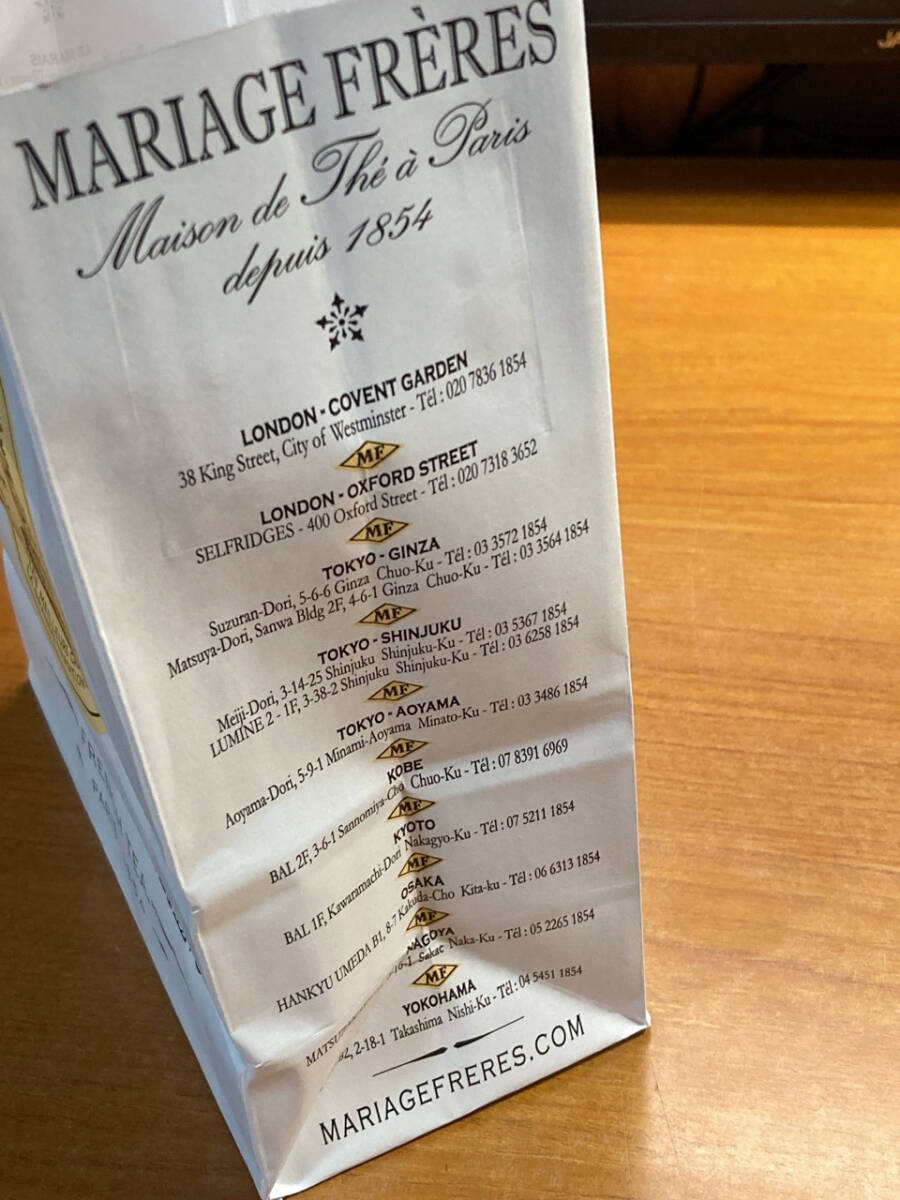 MARIAGE FRÈRES
Maison de Thé à Paris
depuis 1854
LONDON - COVENT GARDEN
38 King Street, City of Westminster - Tél : 020 7836 1854
MF
LONDON - OXFORD STREET
SELFRIDGES - 400 Oxford Street - Tél : 020 7318 3652
MF
TOKYO - GINZA
Suzuran-Dori, 5-6-6 Ginza Chuo-Ku - Tél : 03 3572 1854
Matsuya-Dori, Sanwa Bldg 2F, 4-6-1 Ginza Chuo-Ku - Tél : 03 3564 1854
MF
TOKYO - SHINJUKU
Meiji-Dori, 3-14-25 Shinjuku Shinjuku-Ku - Tél : 03 5367 1854
LUMINE 2 - 1F, 3-38-2 Shinjuku Shinjuku-Ku - Tél : 03 6258 1854
MF
TOKYO - AOYAMA
Aoyama-Dori, 5-9-1 Minami-Aoyama Minato-Ku - Tél : 03 3486 1854
MF
KOBE
BAL 2F, 3-6-1 Sannomiya-Cho Chuo-Ku - Tél : 07 8391 6969
MF
KYOTO
BAL 1F, Kawaramachi-Dori Nakagyo-Ku - Tél : 07 5211 1854
MF
OSAKA
HANKYU UMEDA B1, 8-7 Kakuda-Cho Kita-ku - Tél : 06 6313 1854
MF
NAGOYA
16-1 Sakae Naka-Ku - Tél : 05 2265 1854
MF
YOKOHAMA
2-18-1 Takashima Nishi-Ku - Tél : 04 5451 1854
MARIAGEFRERES.COM